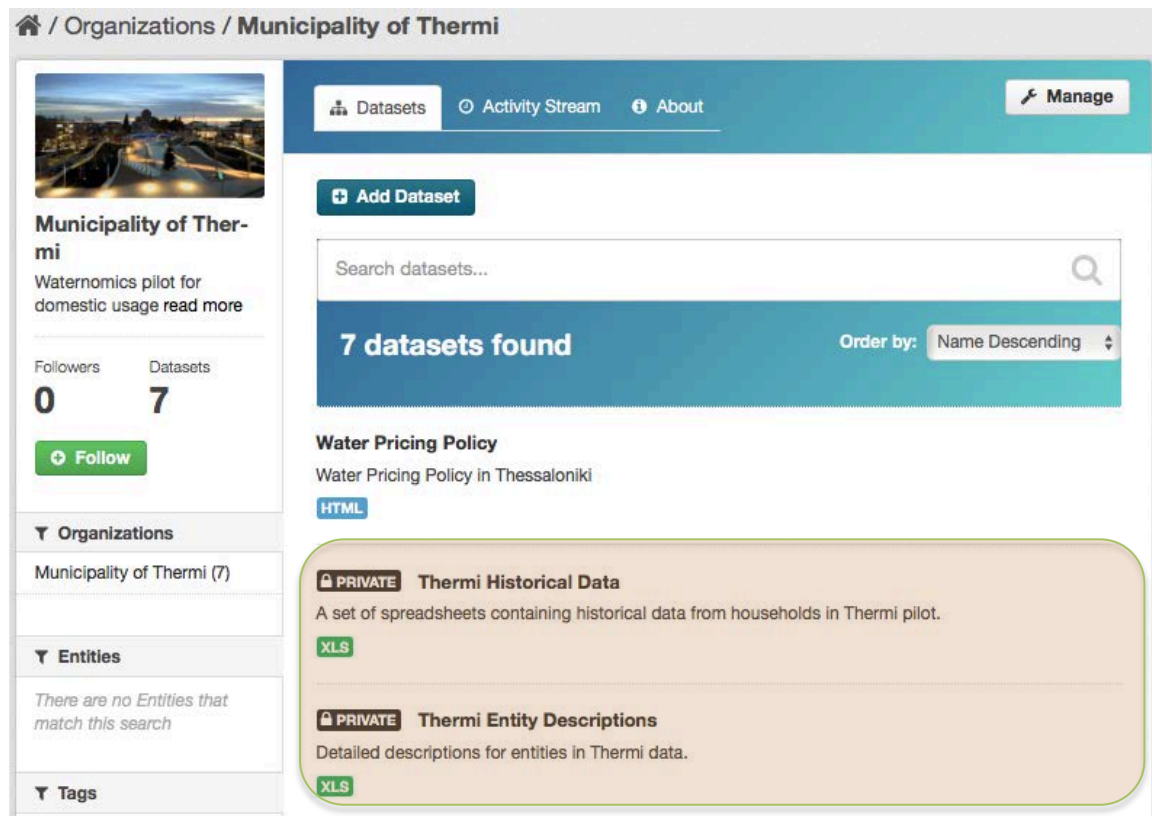 / Organizations / Municipality of Thermi
Municipality of Ther-
mi
Waternomics pilot for
domestic usage read more
Followers Datasets
0 7
Follow
Organizations
Municipality of Thermi (7)
Entities
There are no Entities that
match this search
Tags
Datasets Activity Stream About
Manage
Add Dataset
Search datasets...
7 datasets found
Order by: Name Descending
Water Pricing Policy
Water Pricing Policy in Thessaloniki
HTML
PRIVATE Thermi Historical Data
A set of spreadsheets containing historical data from households in Thermi pilot.
XLS
PRIVATE Thermi Entity Descriptions
Detailed descriptions for entities in Thermi data.
XLS